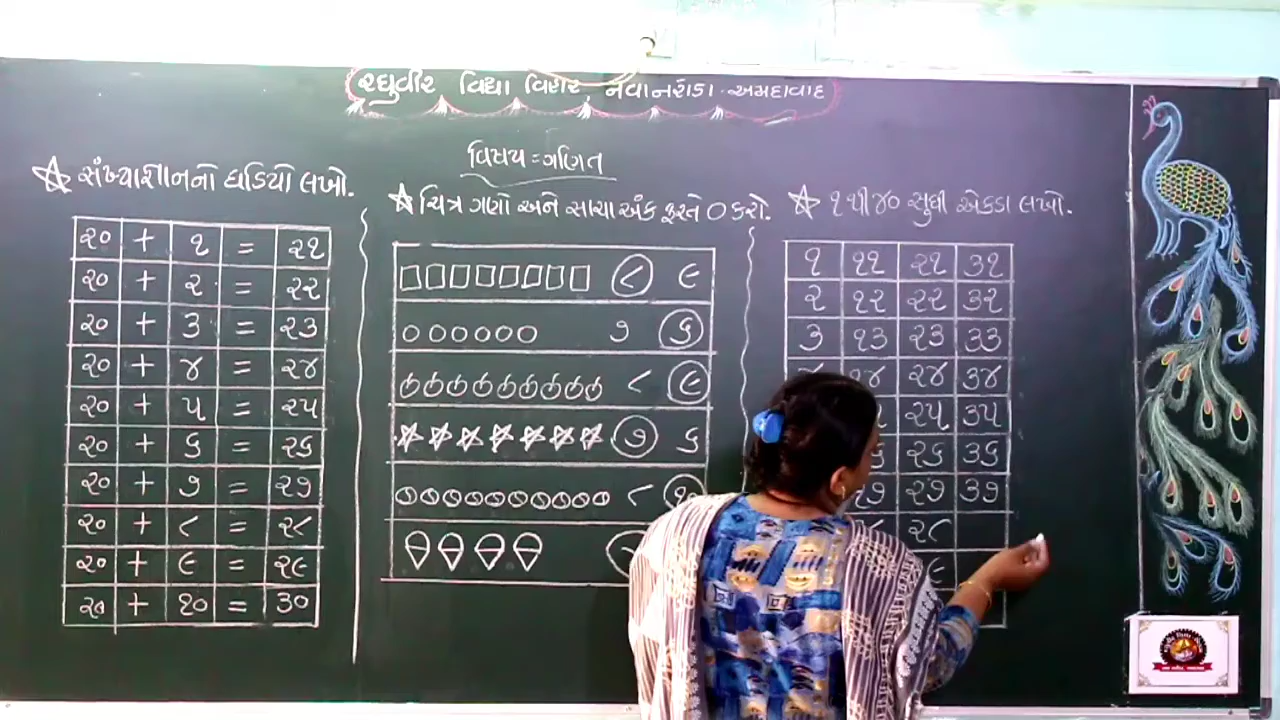 રઘુવીર વિદ્યા વિહાર, નવાનરોડા-અમદાવાદ
વિષય = ગણિત
સંખ્યાજ્ઞાનનો ઘડિયો લખો.
૨૦ + ૧ = ૨૧
૨૦ + ૨ = ૨૨
૨૦ + ૩ = ૨૩
૨૦ + ૪ = ૨૪
૨૦ + ૫ = ૨૫
૨૦ + ૬ = ૨૬
૨૦ + ૭ = ૨૭
૨૦ + ૮ = ૨૮
૨૦ + ૯ = ૨૯
૨૦ + ૧૦ = ૩૦
ચિત્ર ગણો અને સાચા અંક ફરતે ૦ કરો.
૮ ૯
૭ ૬
૮ ૯
૭ ૬
૮ ૧૦
૧ થી ૪૦ સુધી એકડા લખો.
૧ ૧૧ ૨૧ ૩૧
૨ ૧૨ ૨૨ ૩૨
૩ ૧૩ ૨૩ ૩૩
૧૪ ૨૪ ૩૪
૨૫ ૩૫
૨૬ ૩૬
૨૭ ૩૭
૨૮